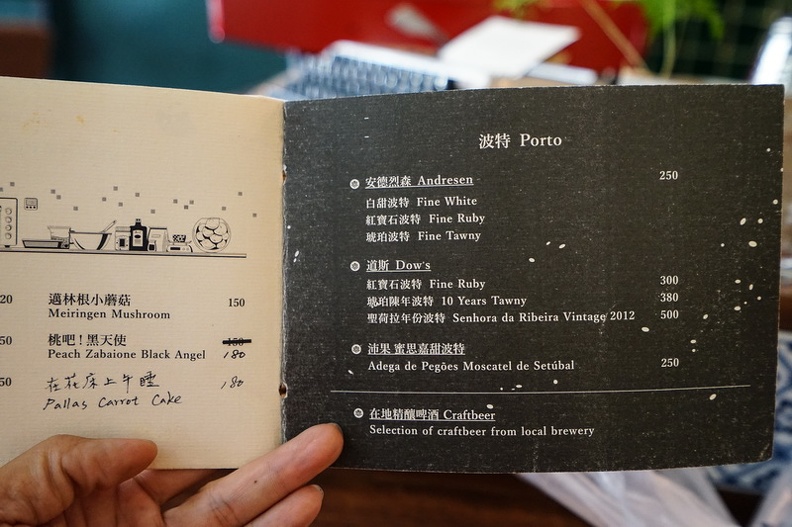 20 邁林根小蘑菇 150
Meiringen Mushroom
50 桃吧！黑天使 150
Peach Zabaione Black Angel 180
50 在花床上午睡 180
Pallas Carrot Cake
波特 Porto
安德烈森 Andresen 250
白甜波特 Fine White
紅寶石波特 Fine Ruby
琥珀波特 Fine Tawny
道斯 Dow's
紅寶石波特 Fine Ruby 300
琥珀陳年波特 10 Years Tawny 380
聖荷拉年份波特 Senhora da Ribeira Vintage 2012 500
沛果 蜜思嘉甜波特
Adega de Pegões Moscatel de Setúbal 250
在地精釀啤酒 Craftbeer
Selection of craftbeer from local brewery